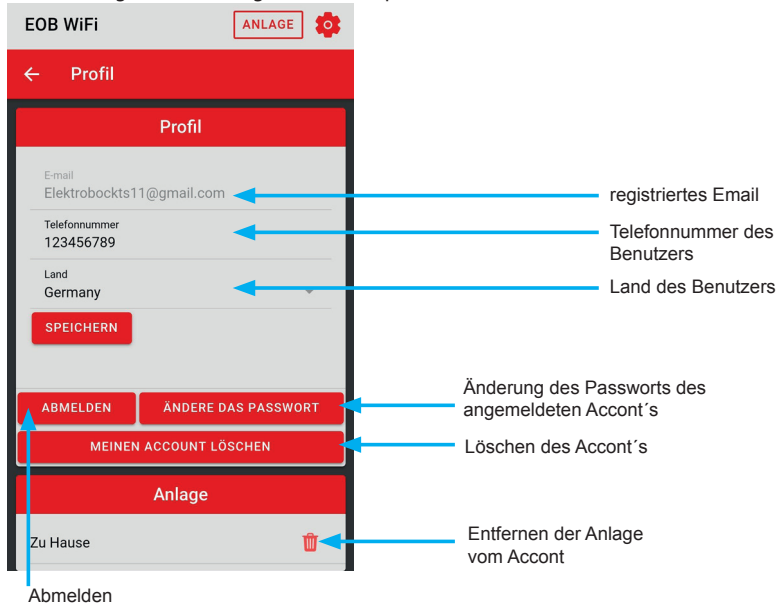 EOB WiFi
ANLAGE
Profil
Profil
E-mail
Elektrobockts11@gmail.com
registriertes Email
Telefonnummer
123456789
Telefonnummer des
Benutzers
Land
Germany
Land des Benutzers
SPEICHERN
ABMELDEN
ÄNDERE DAS PASSWORT
Änderung des Passworts des
angemeldeten Accont´s
MEINEN ACCOUNT LÖSCHEN
Löschen des Accont´s
Anlage
Zu Hause
Entfernen der Anlage
vom Accont
Abmelden